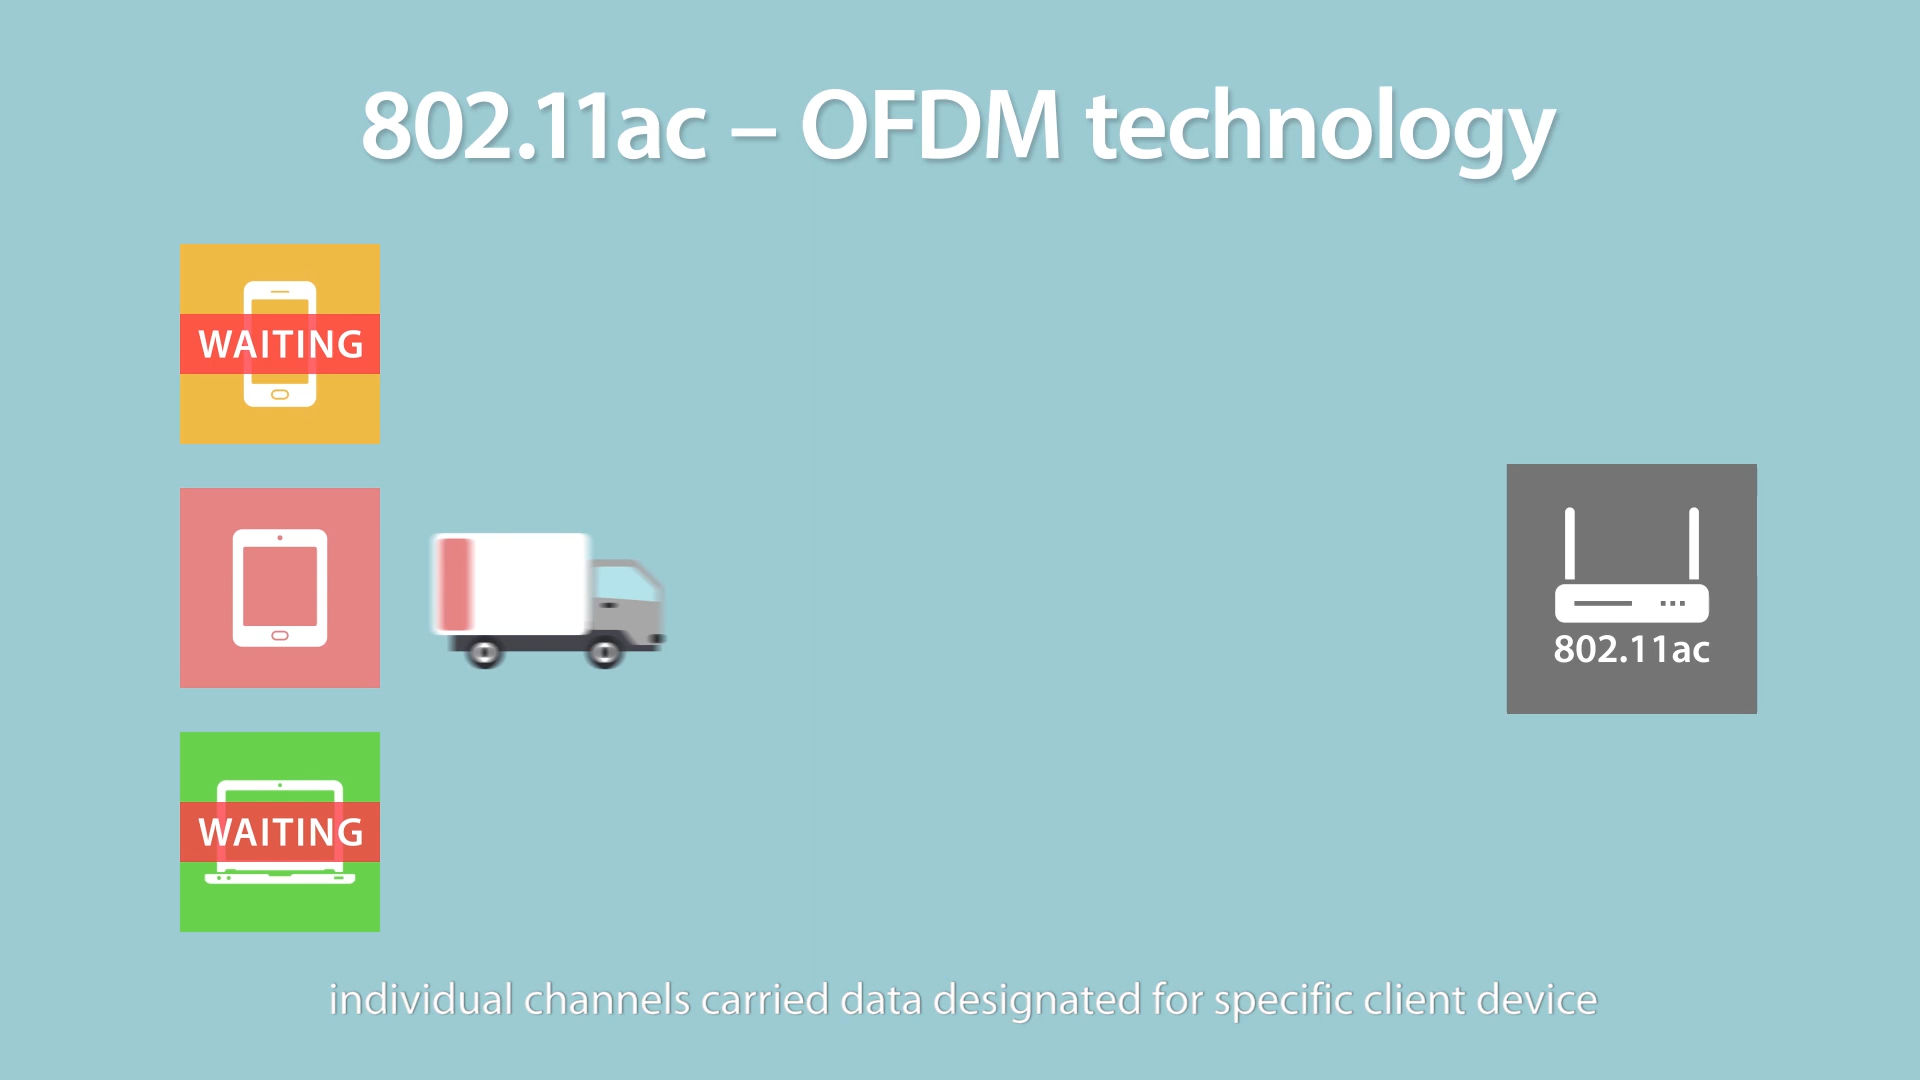 802.11ac – OFDM technology
WAITING
802.11ac
WAITING
individual channels carried data designated for specific client device